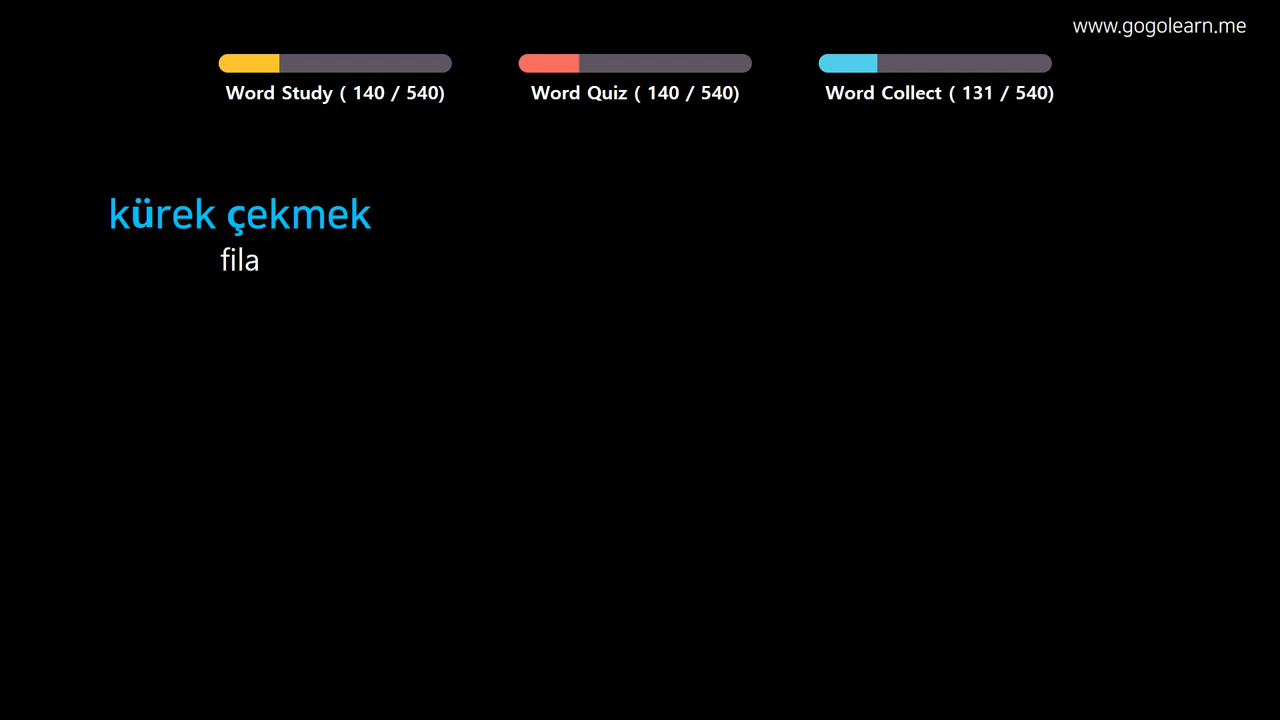 www.gogolearn.me
Word Study ( 140 / 540)
Word Quiz ( 140 / 540)
Word Collect ( 131 / 540)
kürek çekmek
fila